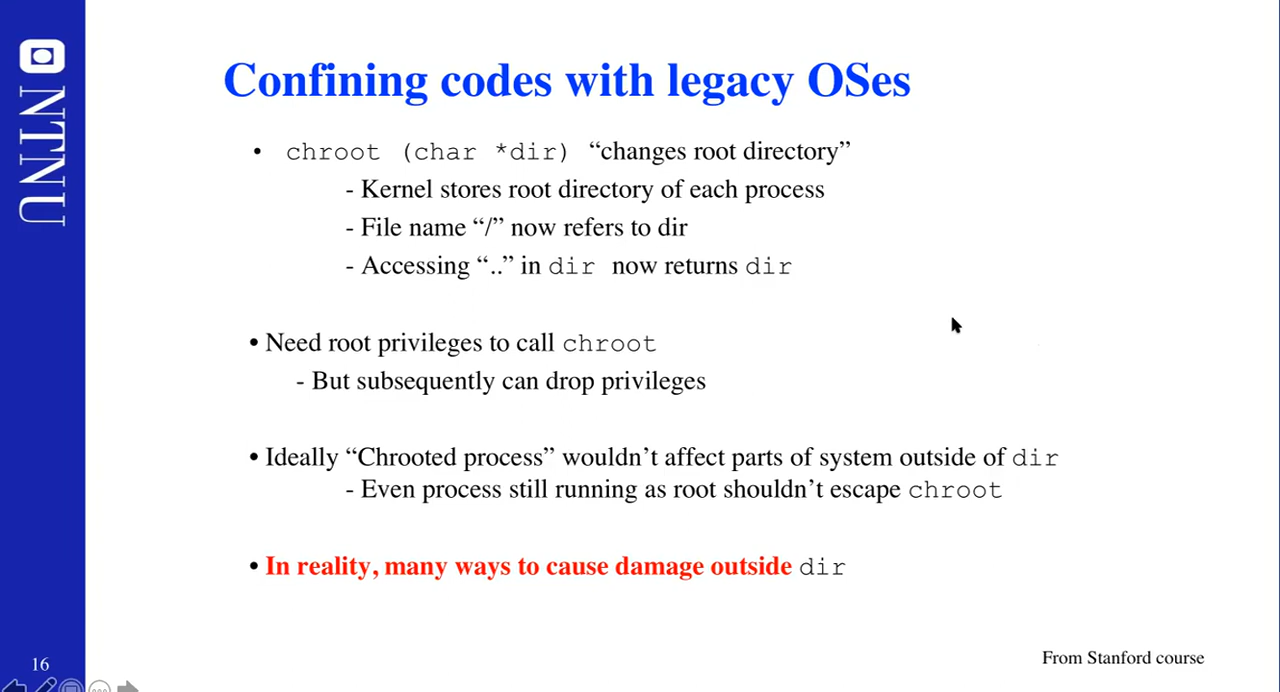 NTNU
Confining codes with legacy OSes
• chroot (char *dir) “changes root directory”
- Kernel stores root directory of each process
- File name “/” now refers to dir
- Accessing “..” in dir now returns dir
• Need root privileges to call chroot
- But subsequently can drop privileges
• Ideally “Chrooted process” wouldn’t affect parts of system outside of dir
- Even process still running as root shouldn’t escape chroot
• In reality, many ways to cause damage outside dir
16
From Stanford course